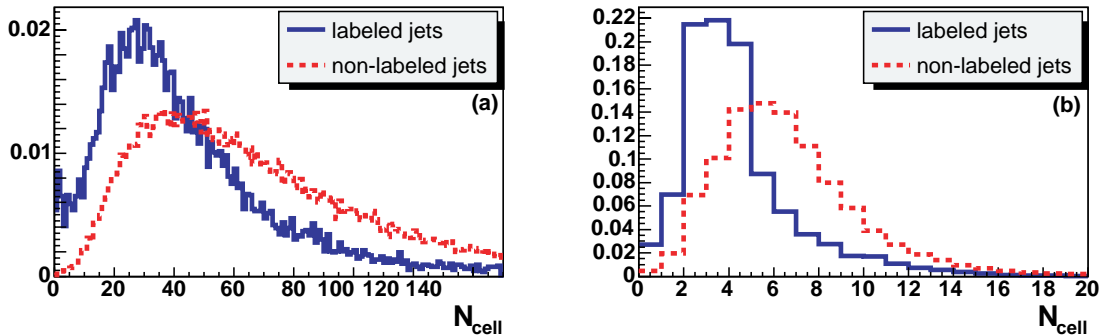 0.02
0.01
0
labeled jets
non-labeled jets
(a)
0 20 40 60 80 100 120 140
N_cell
0.22
0.2
0.18
0.16
0.14
0.12
0.1
0.08
0.06
0.04
0.02
0
labeled jets
non-labeled jets
(b)
0 2 4 6 8 10 12 14 16 18 20
N_cell